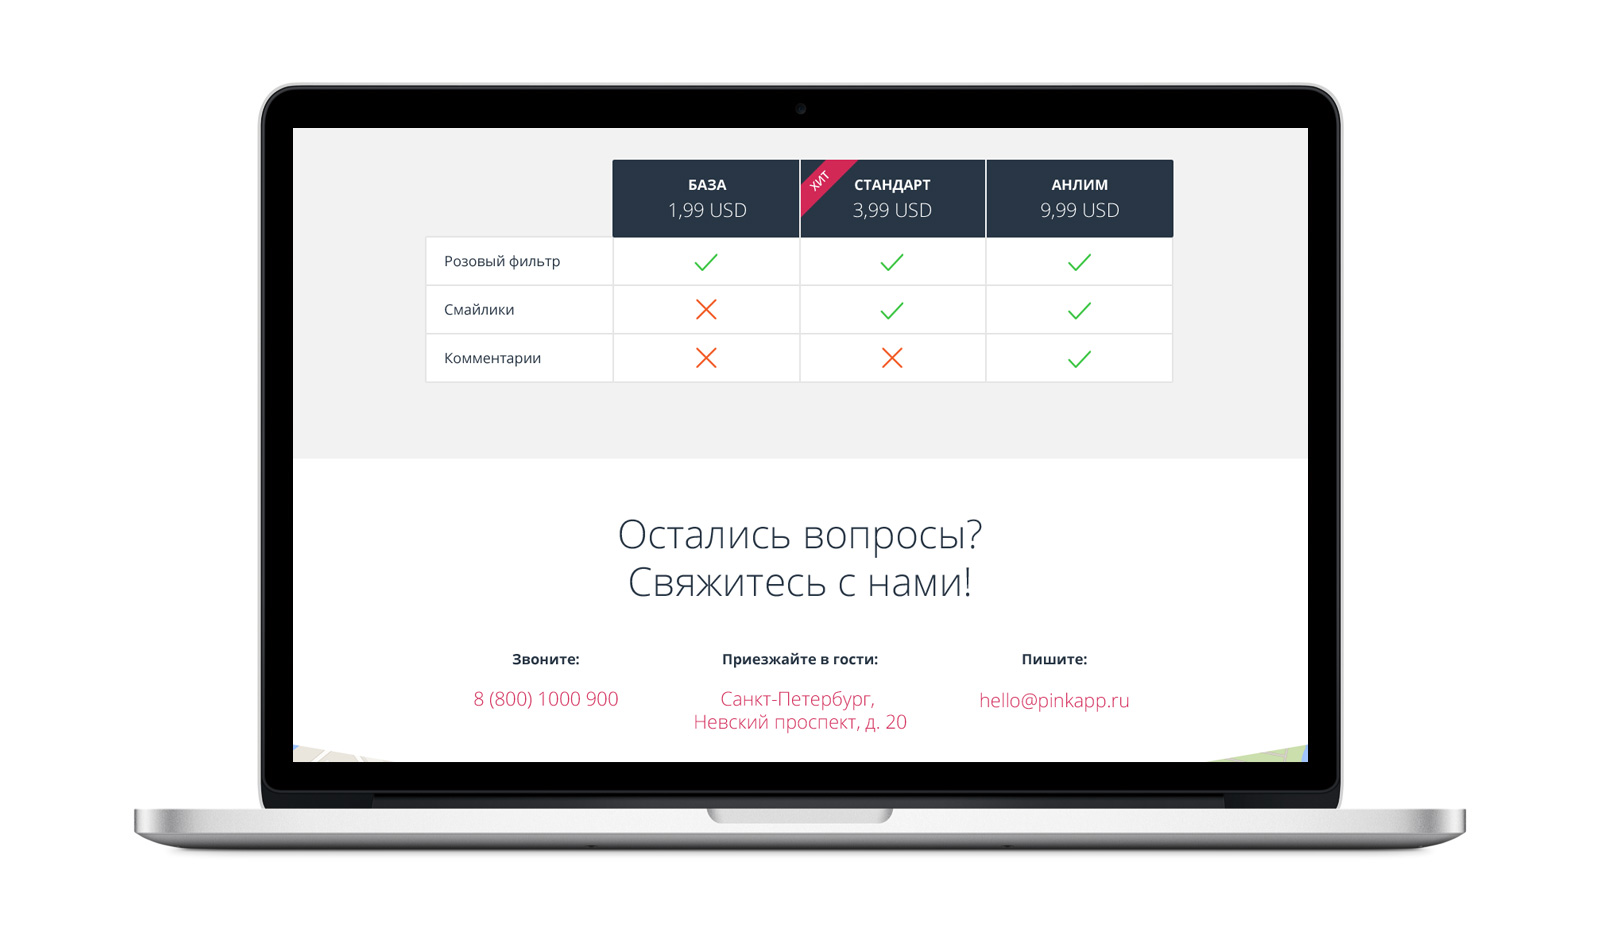 БАЗА
1,99 USD
ХИТ
СТАНДАРТ
3,99 USD
АНЛИМ
9,99 USD
Розовый фильтр
Смайлики
Комментарии
Остались вопросы?
Свяжитесь с нами!
Звоните:
8 (800) 1000 900
Приезжайте в гости:
Санкт-Петербург,
Невский проспект, д. 20
Пишите:
hello@pinkapp.ru